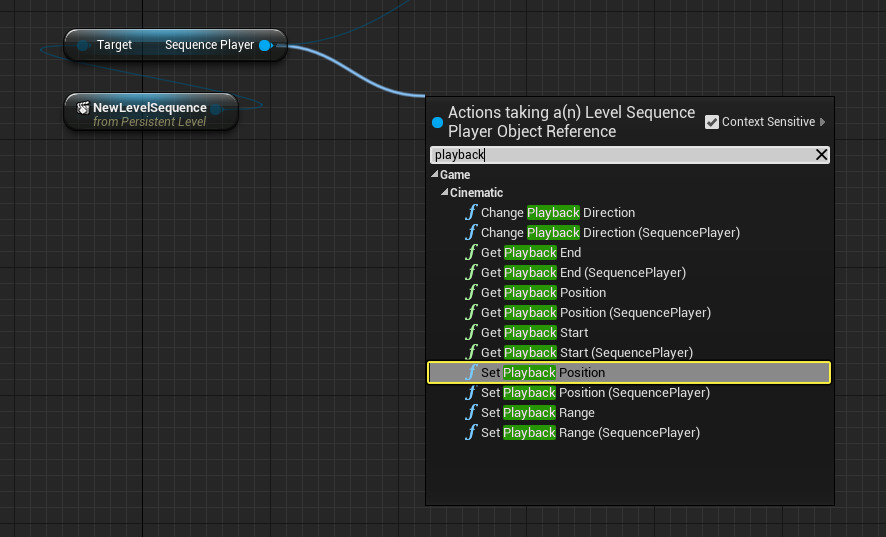 Target Sequence Player
NewLevelSequence
from Persistent Level
Actions taking a(n) Level Sequence
Player Object Reference
Context Sensitive
playback
Game
Cinematic
Change Playback Direction
Change Playback Direction (SequencePlayer)
Get Playback End
Get Playback End (SequencePlayer)
Get Playback Position
Get Playback Position (SequencePlayer)
Get Playback Start
Get Playback Start (SequencePlayer)
Set Playback Position
Set Playback Position (SequencePlayer)
Set Playback Range
Set Playback Range (SequencePlayer)